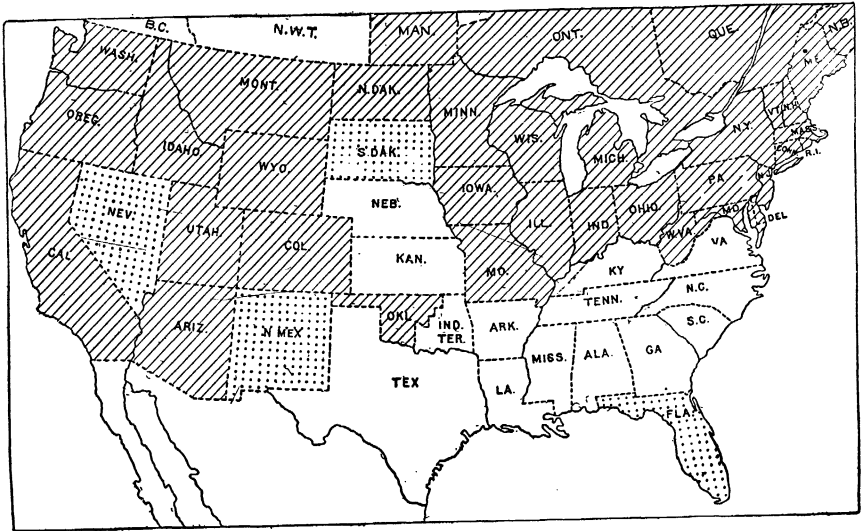 B.C.
N.W.T.
MAN.
ONT.
QUE.
N.B.
WASH.
MONT.
N.DAK.
MINN.
ME.
OREG.
IDAHO.
WYO.
S.DAK.
WIS.
MICH.
N.Y.
VT.
N.H.
MASS.
CONN.
R.I.
NEV.
UTAH.
COL.
NEB.
IOWA.
ILL.
IND
OHIO.
PA
N.J.
MD.
DEL
CAL
KAN.
MO.
KY
W.VA.
VA
ARIZ.
N MEX
OKL.
IND.
TER.
ARK.
TENN.
N.C.
S.C.
TEX
LA.
MISS.
ALA.
GA
FLA.